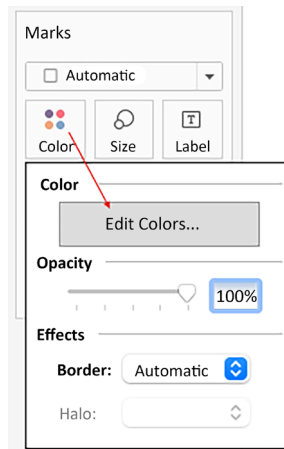 Marks
Automatic
Color Size Label
Color
Edit Colors...
Opacity
100%
Effects
Border: Automatic
Halo: